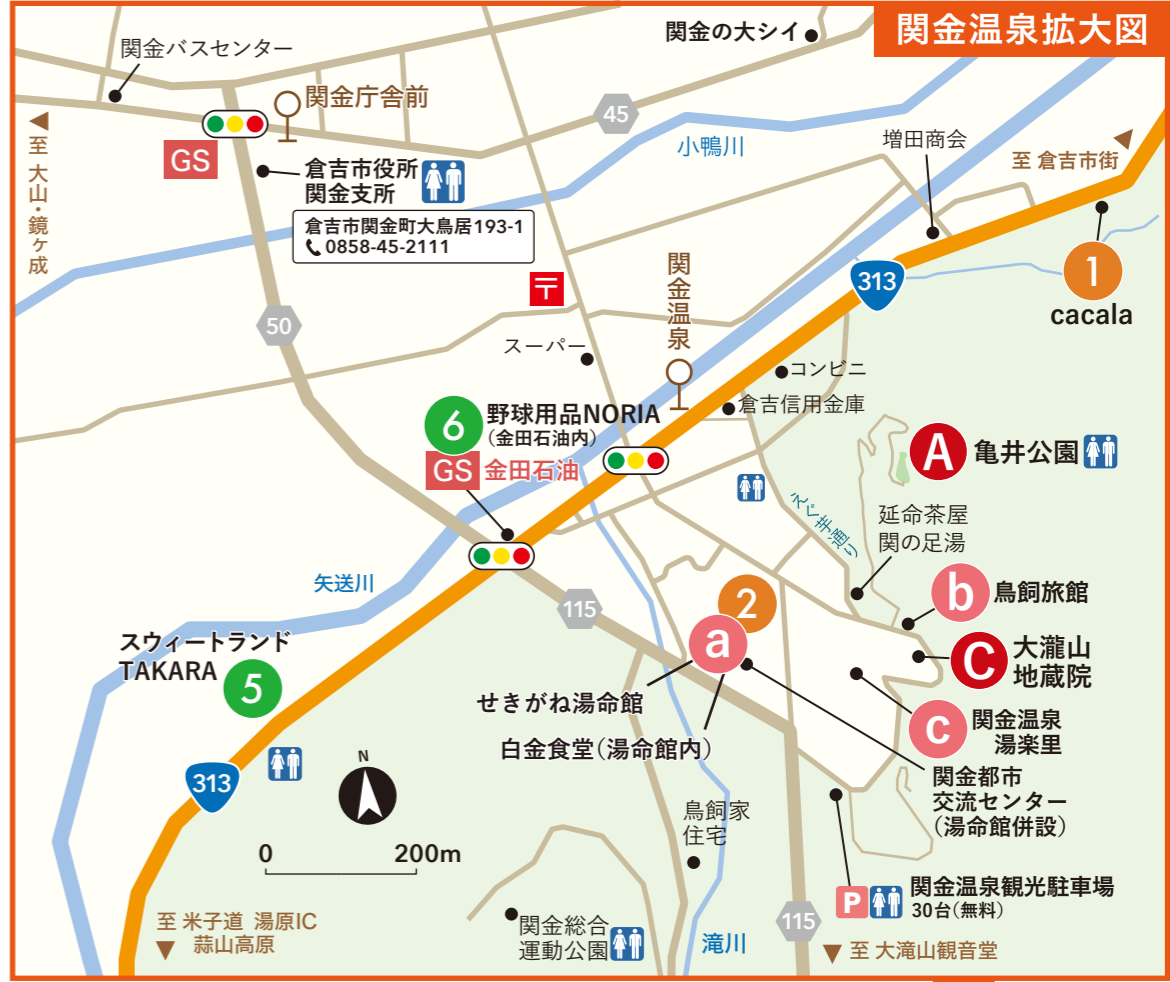 関金温泉拡大図
関金の大シイ
関金バスセンター
関金庁舎前
45
GS
小鴨川
増田商会
至 倉吉市街
至 大山・鏡ヶ成
倉吉市役所
関金支所
倉吉市関金町大鳥居193-1
0858-45-2111
〒
関金温泉
313
1
cacala
50
スーパー
コンビニ
倉吉信用金庫
6
野球用品NORIA
(金田石油内)
GS
金田石油
A
亀井公園
えぐ芋通り
延命茶屋
関の足湯
矢送川
115
2
a
b
鳥飼旅館
C
大瀧山
地蔵院
スウィートランド
TAKARA
5
せきがね湯命館
白金食堂(湯命館内)
c
関金温泉
湯楽里
関金都市
交流センター
(湯命館併設)
313
N
0
200m
鳥飼家
住宅
P
関金温泉観光駐車場
30台(無料)
至 米子道 湯原IC
蒜山高原
関金総合
運動公園
滝川
115
至 大滝山観音堂